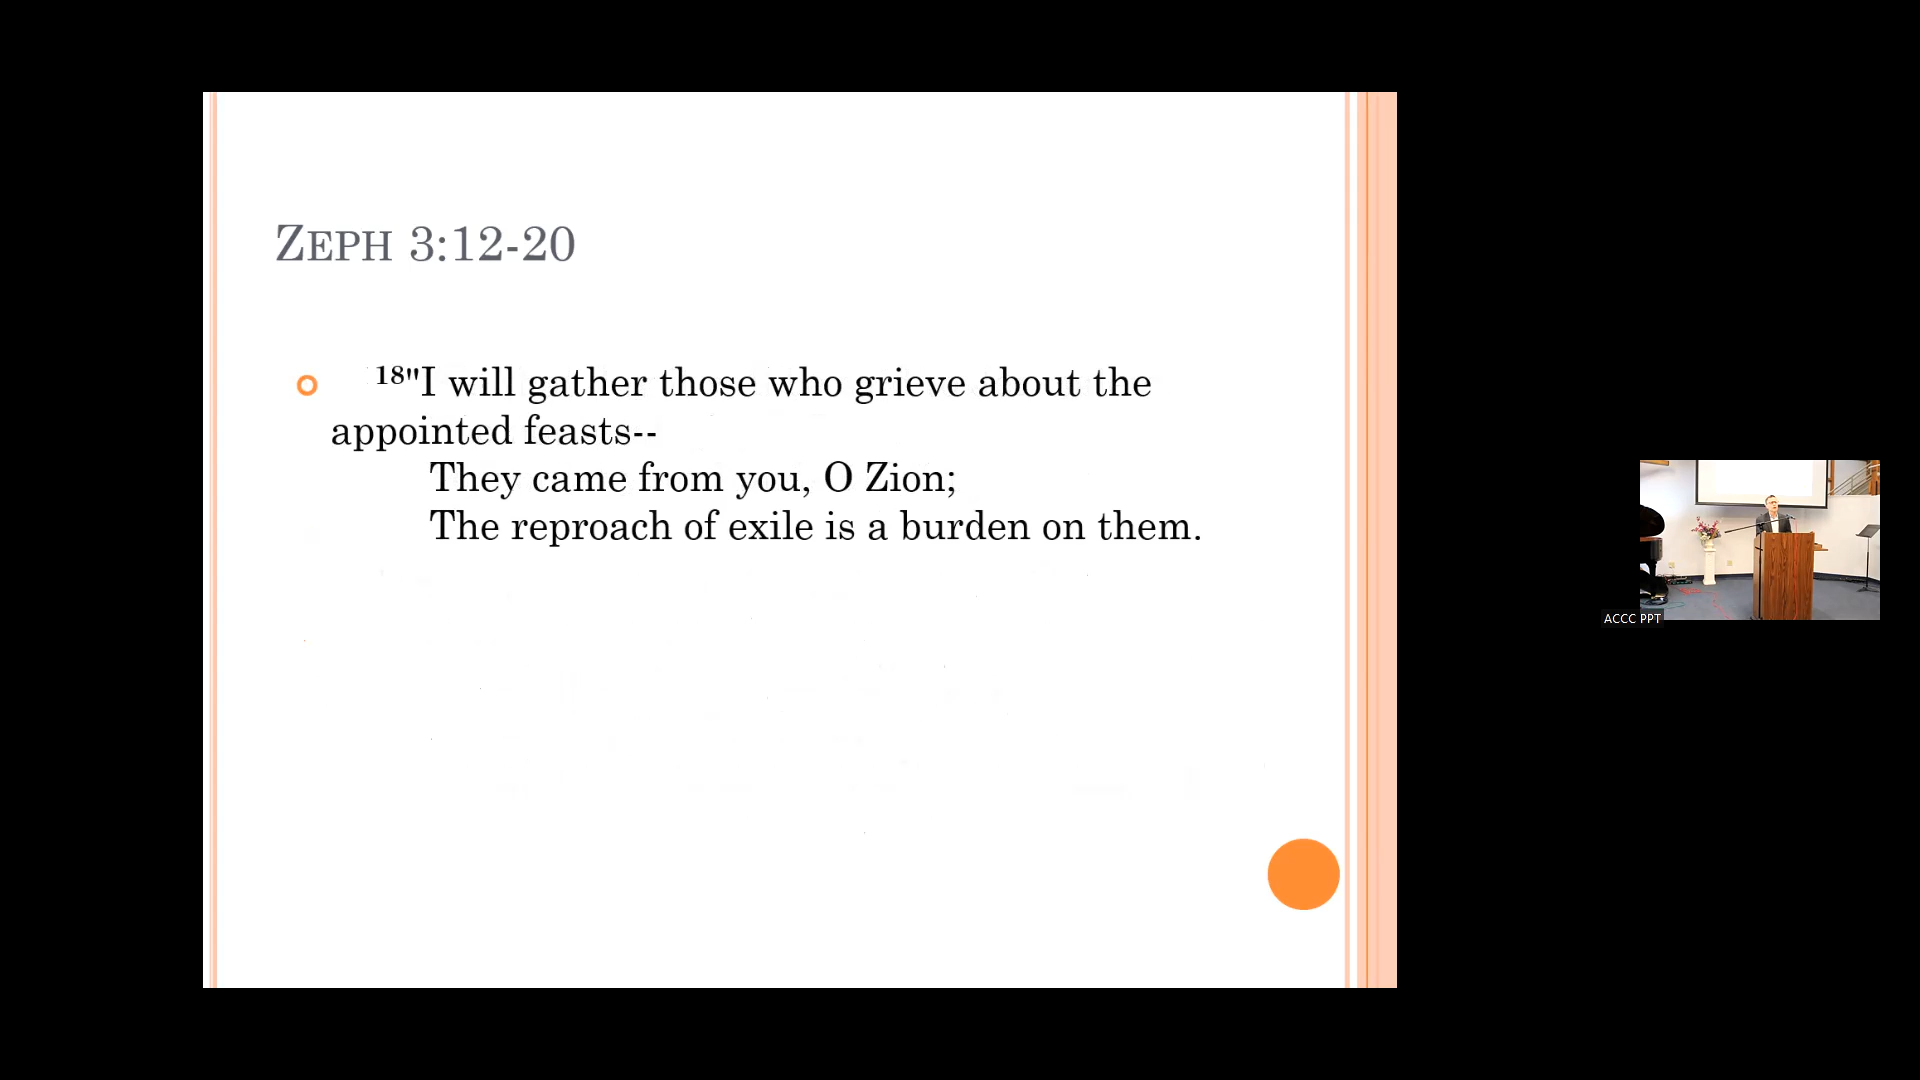 ZEPH 3:12-20
18"I will gather those who grieve about the
appointed feasts--
They came from you, O Zion;
The reproach of exile is a burden on them.
ACCC PPT